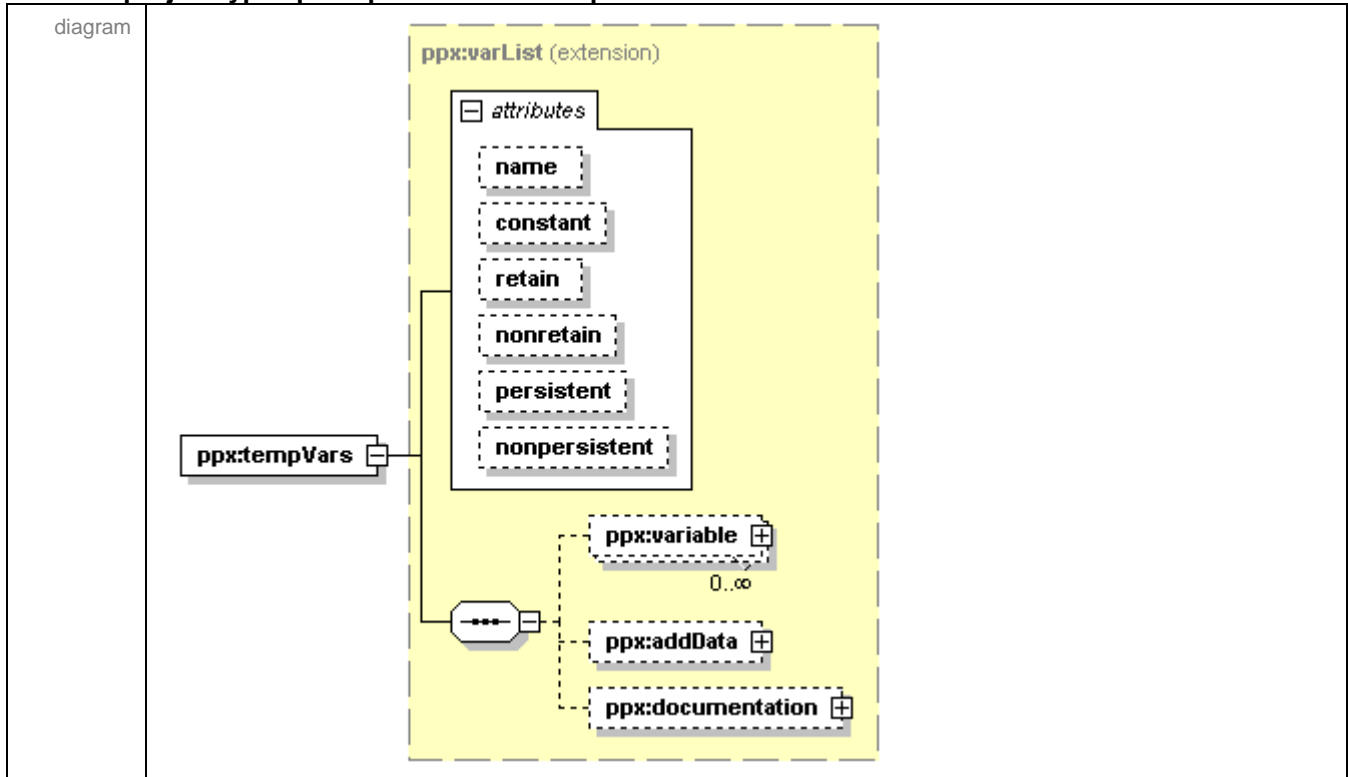 diagram
ppx:varList (extension)
attributes
name
constant
retain
nonretain
persistent
nonpersistent
ppx:tempVars
ppx:variable
0..∞
ppx:addData
ppx:documentation